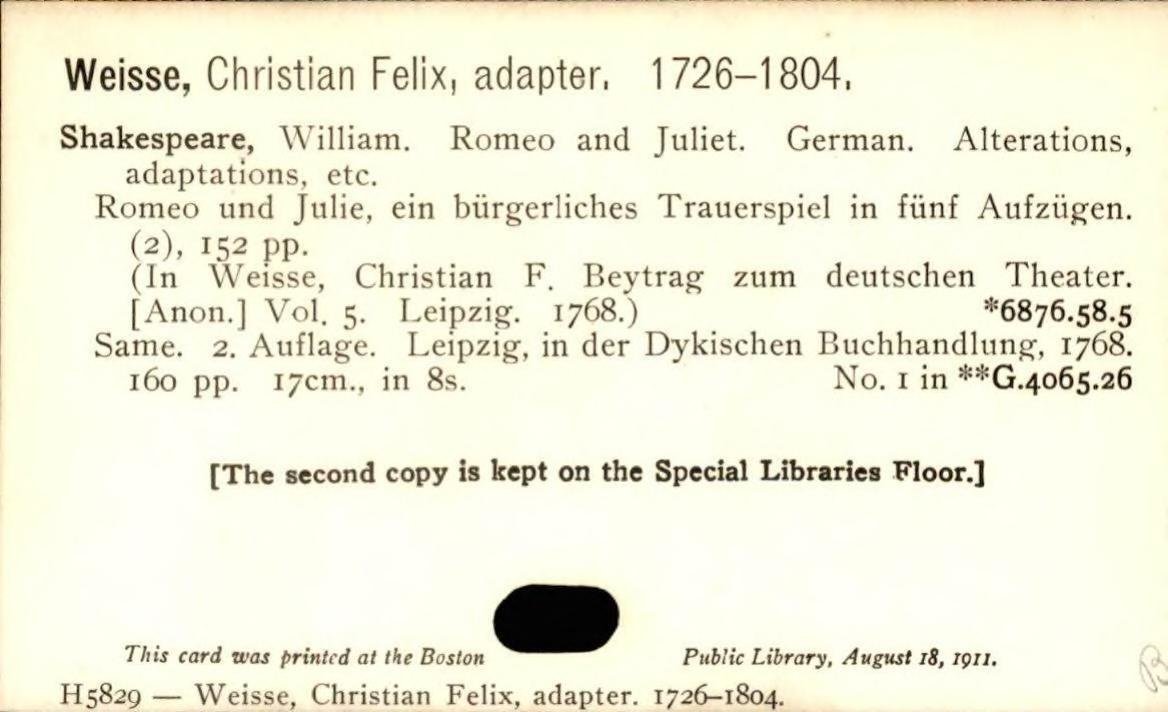 Weisse, Christian Felix, adapter. 1726–1804.
Shakespeare, William. Romeo and Juliet. German. Alterations,
adaptations, etc.
Romeo und Julie, ein bürgerliches Trauerspiel in fünf Aufzügen.
(2), 152 pp.
(In Weisse, Christian F. Beytrag zum deutschen Theater.
[Anon.] Vol. 5. Leipzig. 1768.) *6876.58.5
Same. 2. Auflage. Leipzig, in der Dykischen Buchhandlung, 1768.
160 pp. 17cm., in 8s. No. 1 in **G.4065.26
[The second copy is kept on the Special Libraries Floor.]
This card was printed at the Boston Public Library, August 18, 1911.
B
H5829 — Weisse, Christian Felix, adapter. 1726–1804.